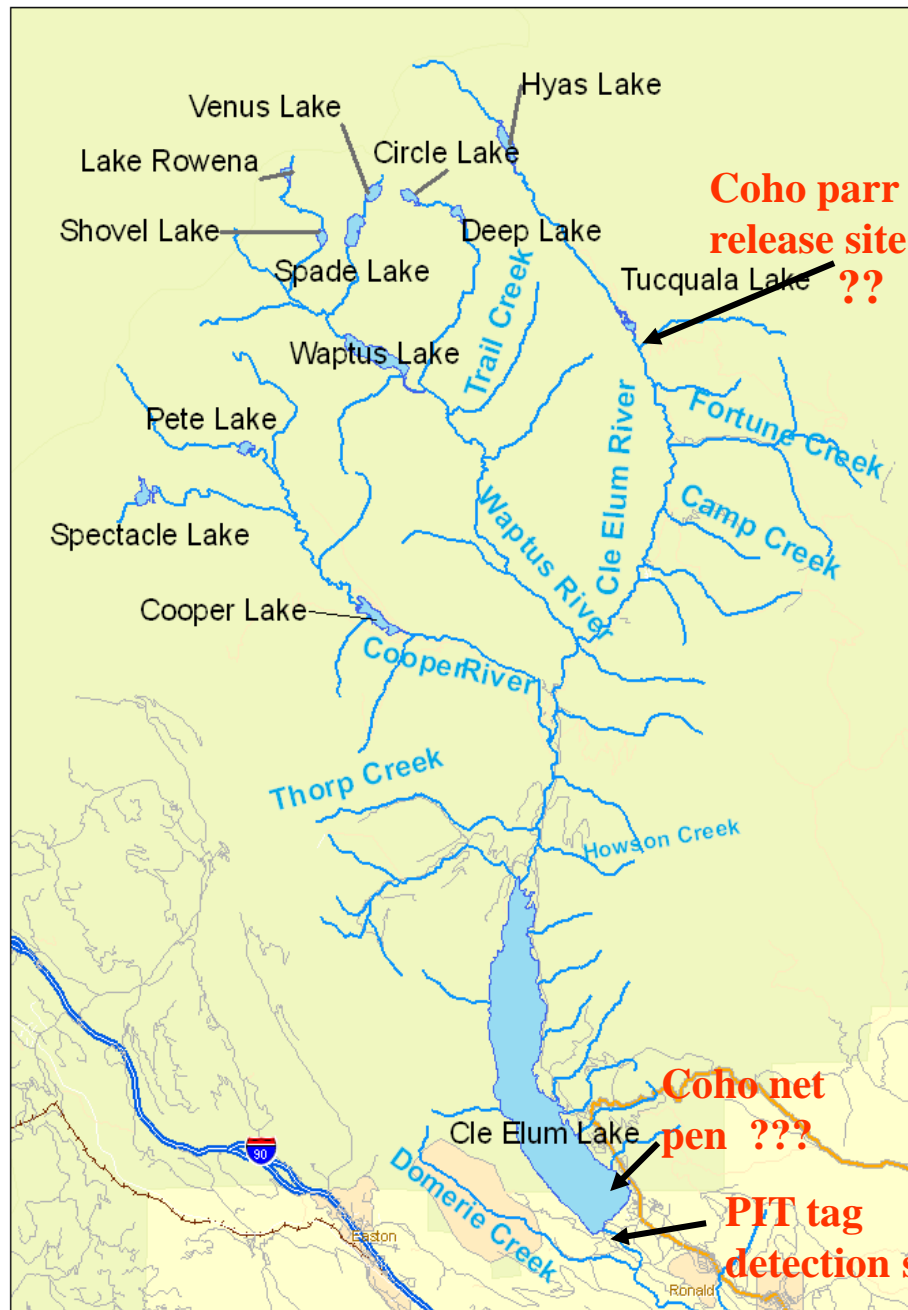 Hyas Lake
Venus Lake
Circle Lake
Lake Rowena
Coho parr
release site
??
Shovel Lake
Deep Lake
Spade Lake
Tucquala Lake
Trail Creek
Waptus Lake
Fortune Creek
Pete Lake
Cle Elum River
Camp Creek
Waptus River
Spectacle Lake
Cooper Lake
CooperRiver
Thorp Creek
Howson Creek
Coho net
pen ???
Cle Elum Lake
90
Domerie Creek
PIT tag
detection s
Easton
Ronald